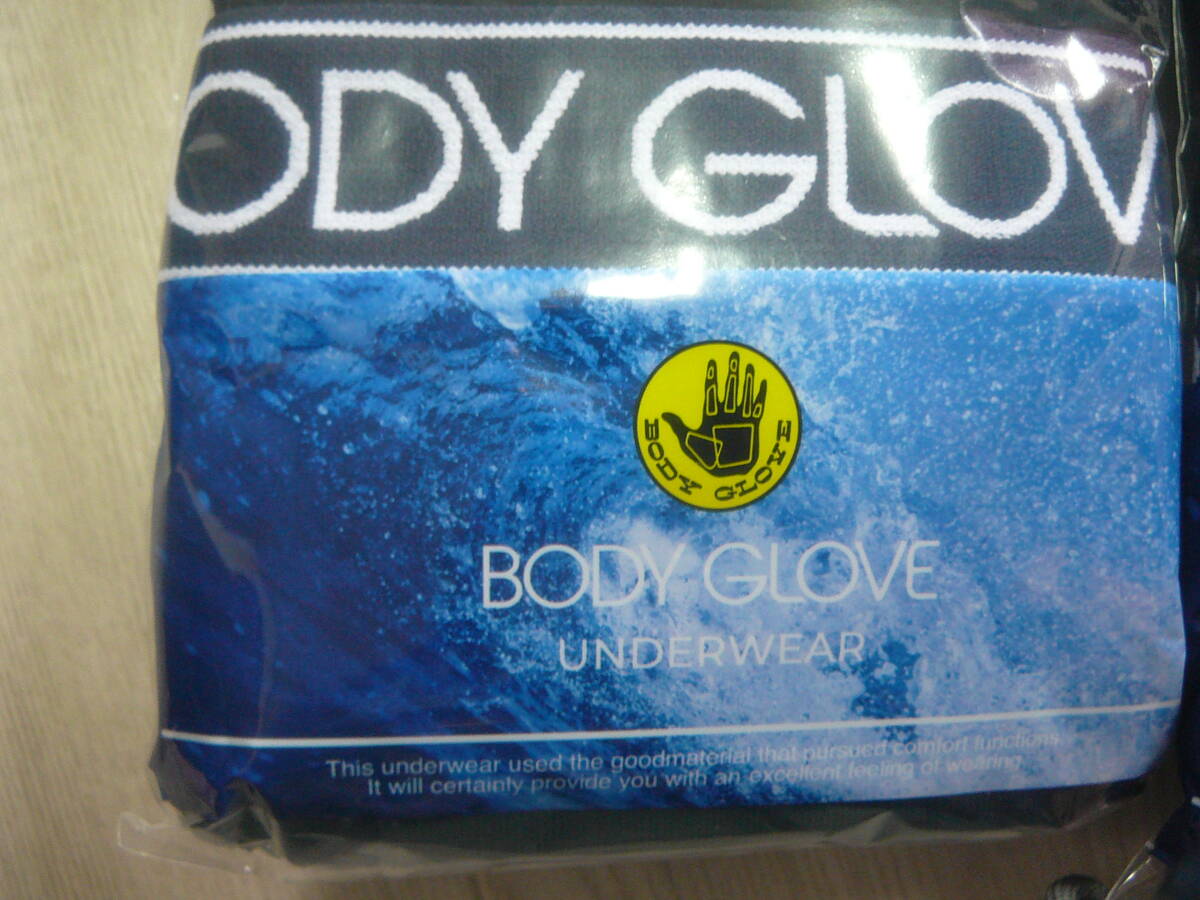 ODY GLOV
BODY GLOVE
BODY GLOVE
UNDERWEAR
This underwear used the goodmaterial that pursued comfort functions.
It will certainly provide you with an excellent feeling of wearing.